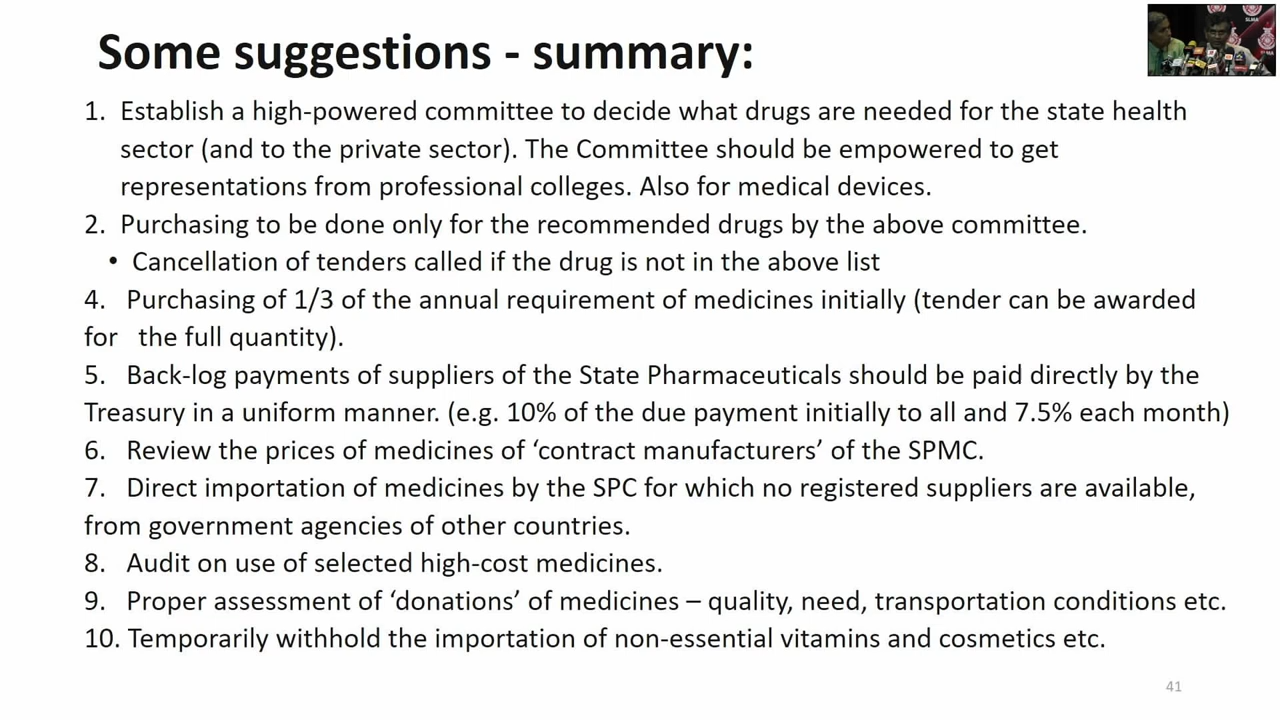 Some suggestions - summary:
SLMA
1. Establish a high-powered committee to decide what drugs are needed for the state health
sector (and to the private sector). The Committee should be empowered to get
representations from professional colleges. Also for medical devices.
2. Purchasing to be done only for the recommended drugs by the above committee.
• Cancellation of tenders called if the drug is not in the above list
4. Purchasing of 1/3 of the annual requirement of medicines initially (tender can be awarded
for the full quantity).
5. Back-log payments of suppliers of the State Pharmaceuticals should be paid directly by the
Treasury in a uniform manner. (e.g. 10% of the due payment initially to all and 7.5% each month)
6. Review the prices of medicines of ‘contract manufacturers’ of the SPMC.
7. Direct importation of medicines by the SPC for which no registered suppliers are available,
from government agencies of other countries.
8. Audit on use of selected high-cost medicines.
9. Proper assessment of ‘donations’ of medicines – quality, need, transportation conditions etc.
10. Temporarily withhold the importation of non-essential vitamins and cosmetics etc.
41